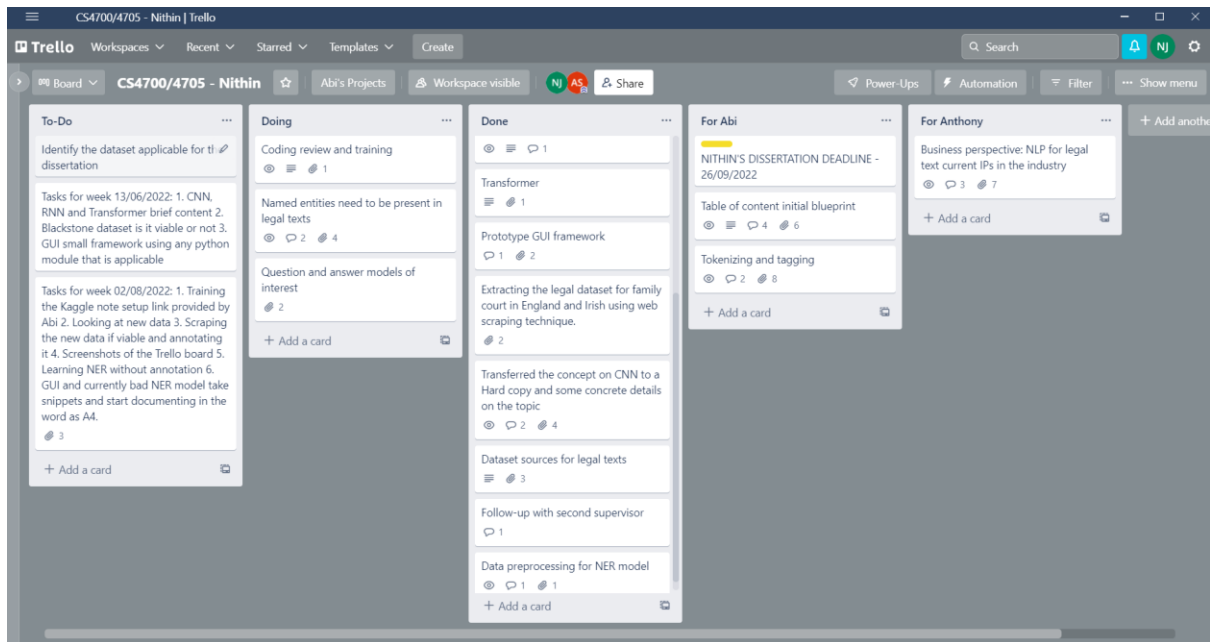 CS4700/4705 - Nithin | Trello
Trello Workspaces Recent Starred Templates Create Search NJ
Board CS4700/4705 - Nithin Abi's Projects Workspace visible NJ AS Share Power-Ups Automation Filter Show menu
To-Do
Identify the dataset applicable for
dissertation
Tasks for week 13/06/2022: 1. CNN,
RNN and Transformer brief content 2.
Blackstone dataset is it viable or not 3.
GUI small framework using any python
module that is applicable
Tasks for week 02/08/2022: 1. Training
the Kaggle note setup link provided by
Abi 2. Looking at new data 3. Scraping
the new data if viable and annotating
it 4. Screenshots of the Trello board 5.
Learning NER without annotation 6.
GUI and currently bad NER model take
snippets and start documenting in the
word as A4.
3
+ Add a card
Doing
Coding review and training
1
Named entities need to be present in
legal texts
2 4
Question and answer models of
interest
2
+ Add a card
Done
1
Transformer
1
Prototype GUI framework
1 2
Extracting the legal dataset for family
court in England and Irish using web
scraping technique.
2
Transferred the concept on CNN to a
Hard copy and some concrete details
on the topic
2 4
Dataset sources for legal texts
3
Follow-up with second supervisor
1
Data preprocessing for NER model
1 1
+ Add a card
For Abi
NITHIN'S DISSERTATION DEADLINE -
26/09/2022
Table of content initial blueprint
4 6
Tokenizing and tagging
2 8
+ Add a card
For Anthony
Business perspective: NLP for legal
text current IPs in the industry
3 7
+ Add a card
+ Add anothe